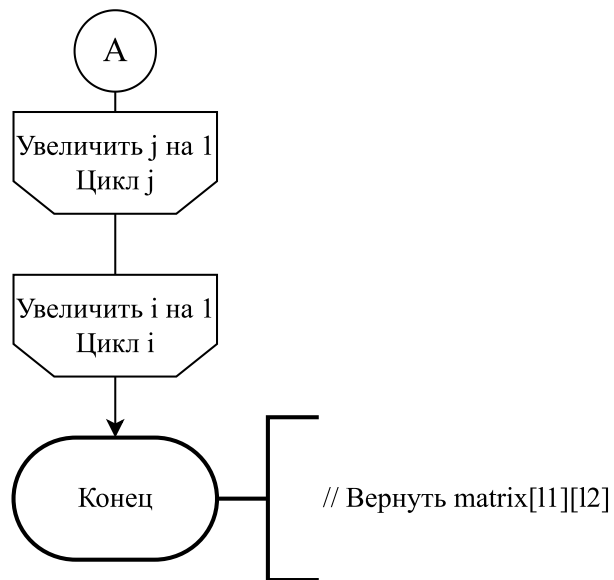 A
Увеличить j на 1
Цикл j
Увеличить i на 1
Цикл i
Конец
// Вернуть matrix[l1][l2]